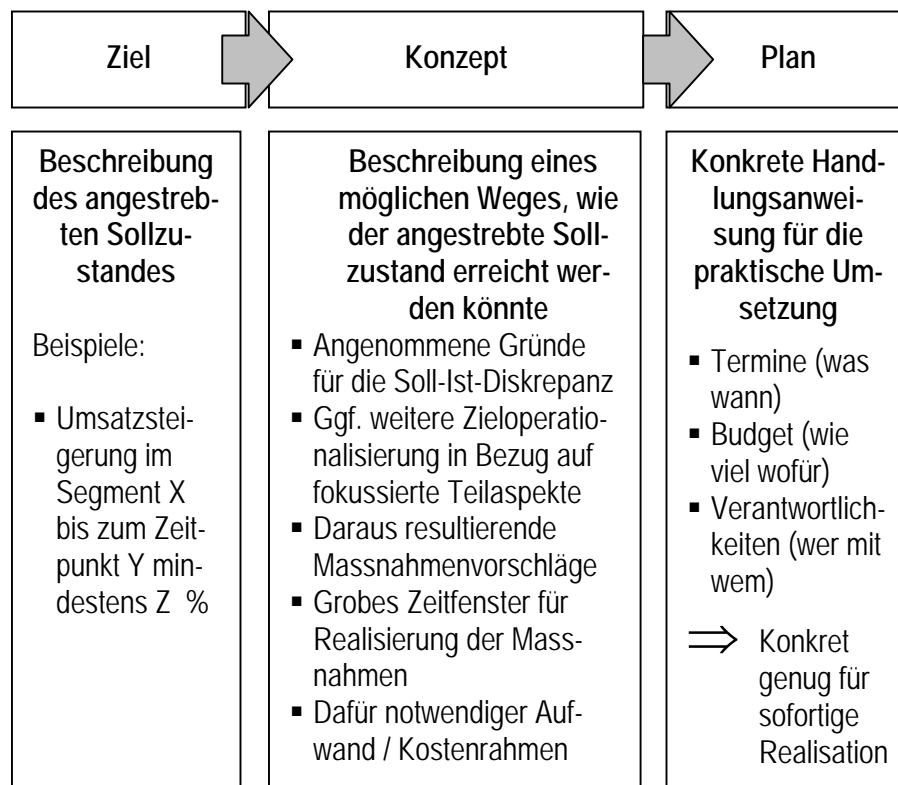 Ziel
Konzept
Plan
Beschreibung
des angestreb-
ten Sollzu-
standes
Beispiele:
▪ Umsatzstei-
gerung im
Segment X
bis zum Zeit-
punkt Y min-
destens Z %
Beschreibung eines
möglichen Weges, wie
der angestrebte Soll-
zustand erreicht wer-
den könnte
▪ Angenommene Gründe
für die Soll-Ist-Diskrepanz
▪ Ggf. weitere Zieloperatio-
nalisierung in Bezug auf
fokussierte Teilaspekte
▪ Daraus resultierende
Massnahmenvorschläge
▪ Grobes Zeitfenster für
Realisierung der Mass-
nahmen
▪ Dafür notwendiger Auf-
wand / Kostenrahmen
Konkrete Hand-
lungsanwei-
sung für die
praktische Um-
setzung
▪ Termine (was
wann)
▪ Budget (wie
viel wofür)
▪ Verantwortlich-
keiten (wer mit
wem)
⇒ Konkret
genug für
sofortige
Realisation